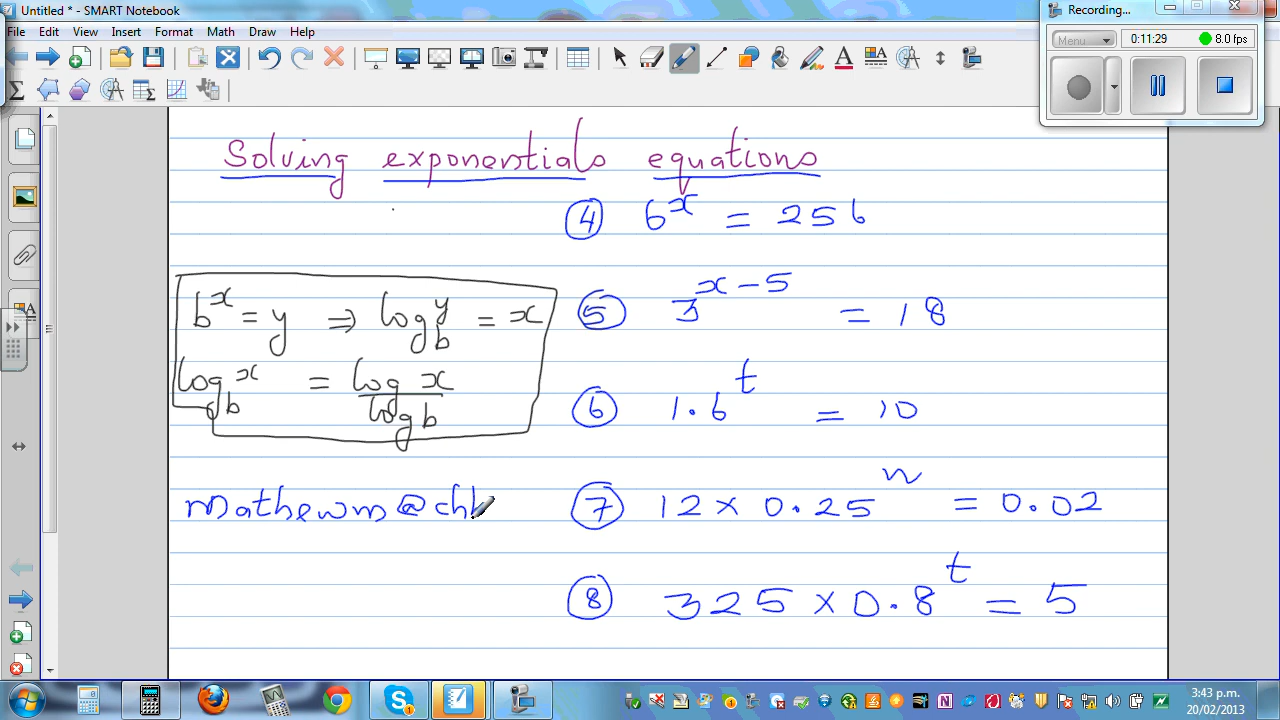 Untitled * - SMART Notebook
File Edit View Insert Format Math Draw Help
Recording...
Menu
0:11:29
8.0 fps
Solving exponentials equations
④ 6^x = 256
b^x = y ⇒ log_b y = x
log_b x = log x / log b
⑤ 3^(x-5) = 18
⑥ 1.6^t = 10
mathewm@chh
⑦ 12 × 0.25^n = 0.02
⑧ 325 × 0.8^t = 5
3:43 p.m.
20/02/2013